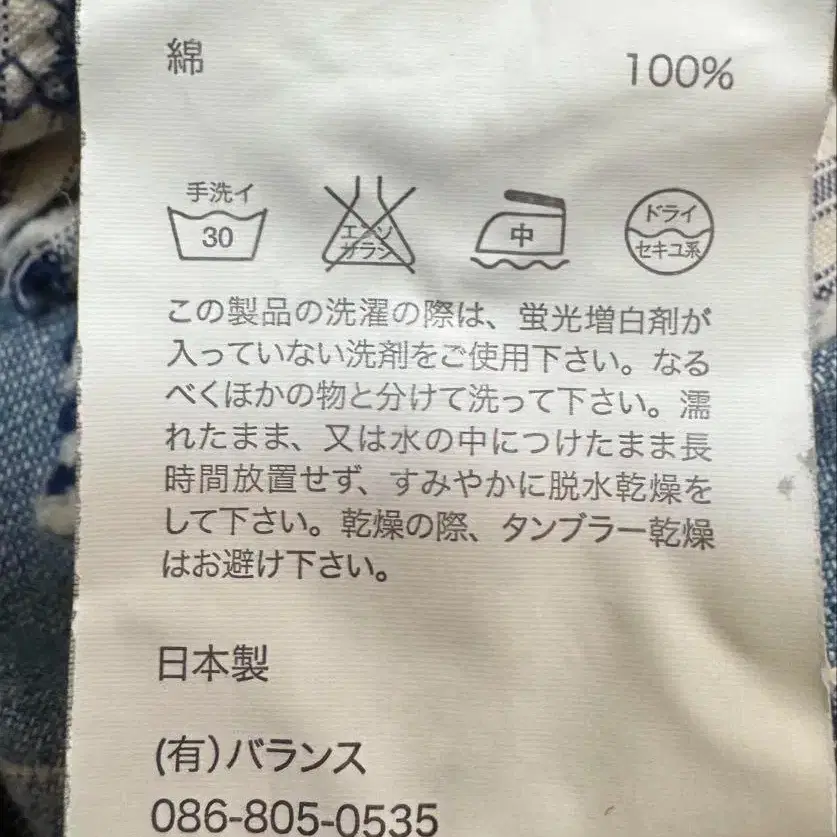 綿 100%
手洗イ
30
エンソ
サラシ
中
ドライ
セキユ系
この製品の洗濯の際は、蛍光増白剤が
入っていない洗剤をご使用下さい。なる
べくほかの物と分けて洗って下さい。濡
れたまま、又は水の中につけたまま長
時間放置せず、すみやかに脱水乾燥を
して下さい。乾燥の際、タンブラー乾燥
はお避け下さい。
日本製
(有)バランス
086-805-0535